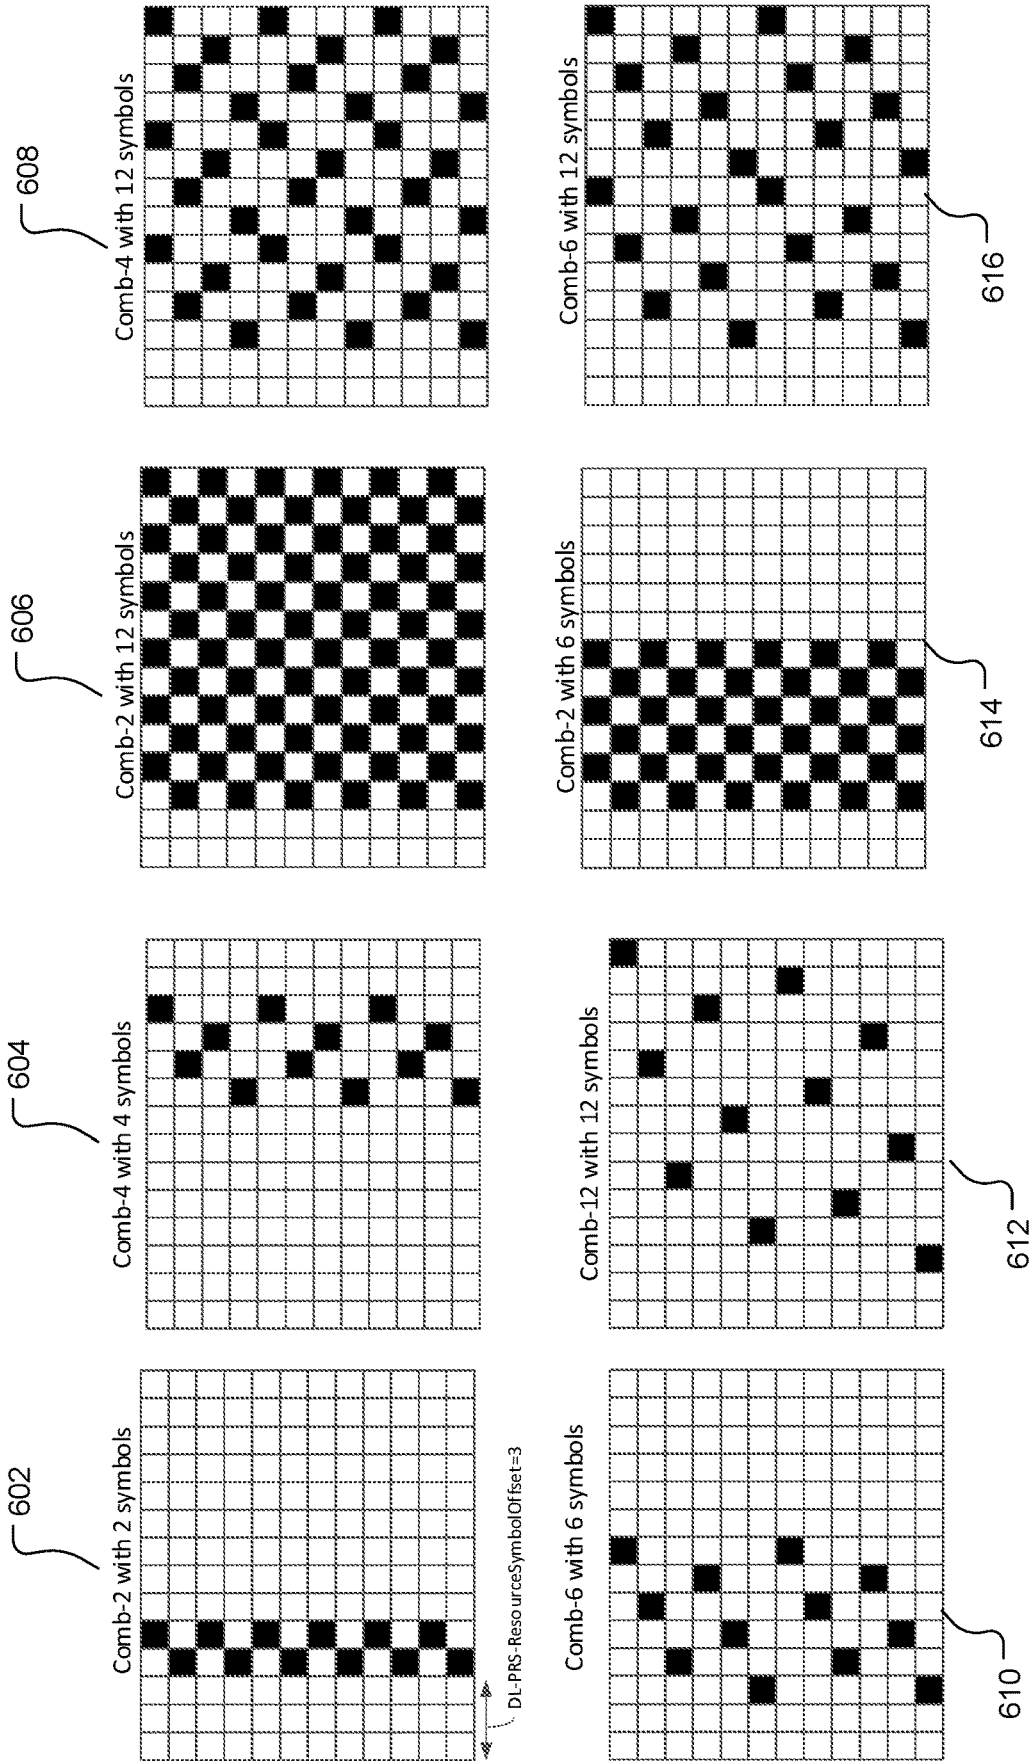 602
Comb-2 with 2 symbols
DL-PRS-ResourceSymbolOffset=3
604
Comb-4 with 4 symbols
606
Comb-2 with 12 symbols
608
Comb-4 with 12 symbols
Comb-6 with 6 symbols
610
Comb-12 with 12 symbols
612
Comb-2 with 6 symbols
614
Comb-6 with 12 symbols
616